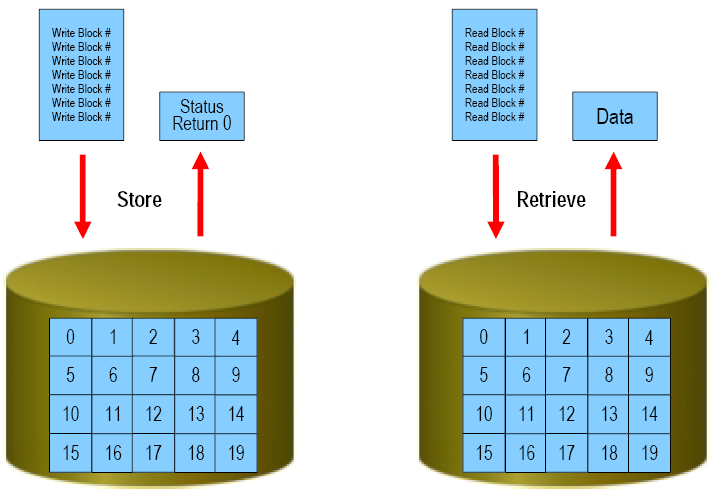 Write Block #
Write Block #
Write Block #
Write Block #
Write Block #
Write Block #
Write Block #
Status
Return 0
Store
0 1 2 3 4
5 6 7 8 9
10 11 12 13 14
15 16 17 18 19
Read Block #
Read Block #
Read Block #
Read Block #
Read Block #
Read Block #
Read Block #
Data
Retrieve
0 1 2 3 4
5 6 7 8 9
10 11 12 13 14
15 16 17 18 19